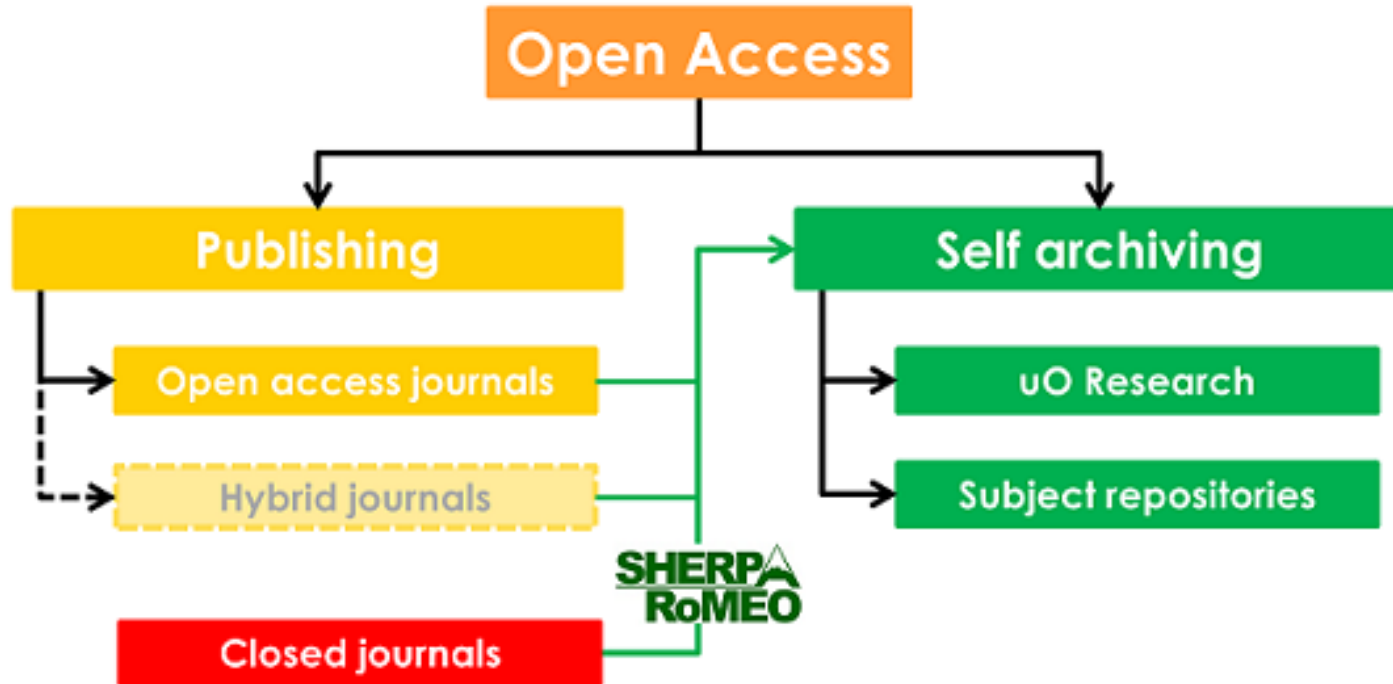 Open Access
Publishing
Self archiving
Open access journals
uO Research
Hybrid journals
Subject repositories
SHERPA
RoMEO
Closed journals